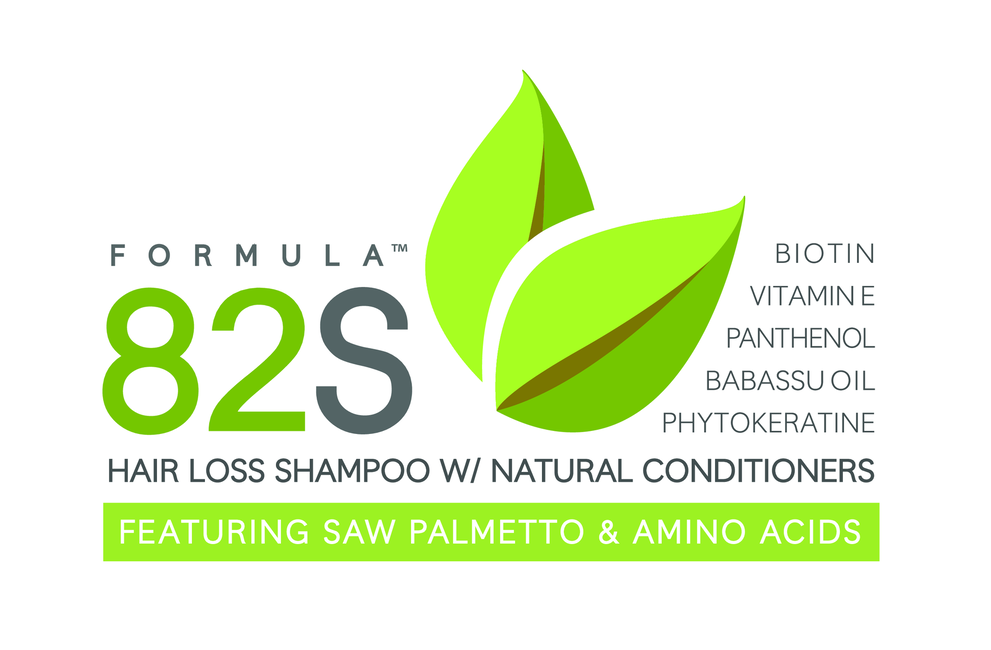 FORMULA™
82S
BIOTIN
VITAMIN E
PANTHENOL
BABASSU OIL
PHYTOKERATINE
HAIR LOSS SHAMPOO W/ NATURAL CONDITIONERS
FEATURING SAW PALMETTO & AMINO ACIDS